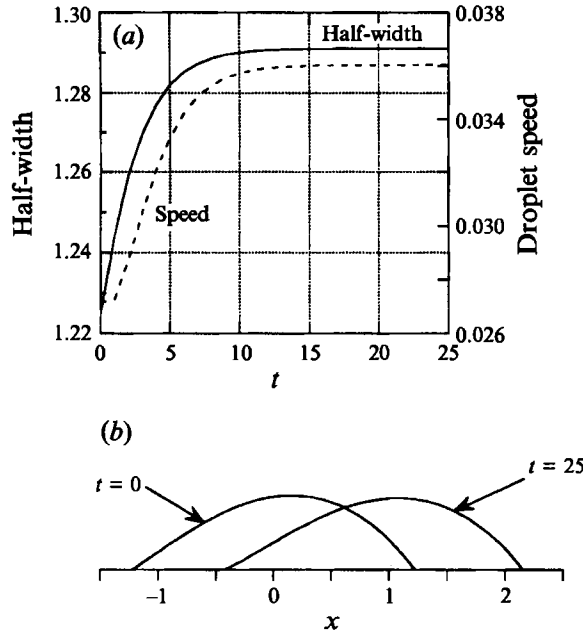 (a)
Half-width
Speed
1.30
1.28
1.26
1.24
1.22
Half-width
0.038
0.034
0.030
0.026
Droplet speed
0 5 10 15 20 25
t
(b)
t = 0
t = 25
−1 0 1 2
x